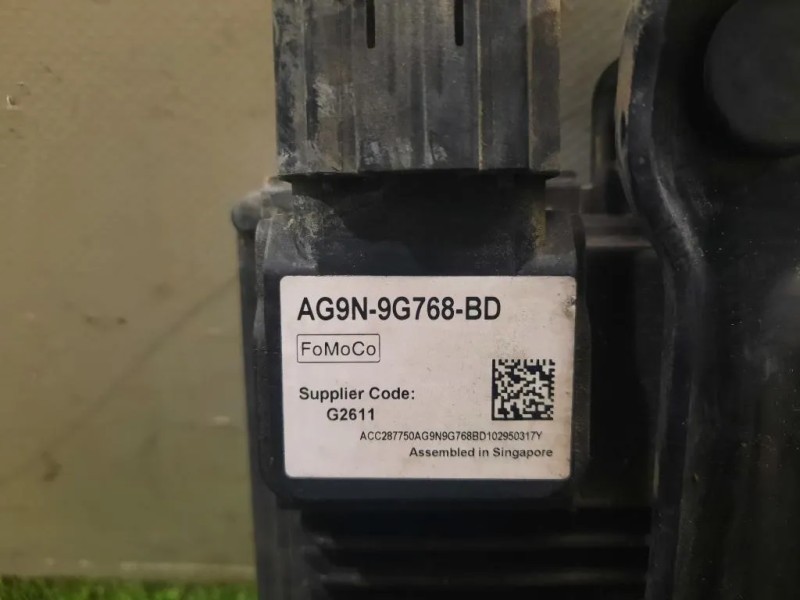 AG9N-9G768-BD
FoMoCo
Supplier Code:
G2611
ACC287750AG9N9G768BD102950317Y
Assembled in Singapore